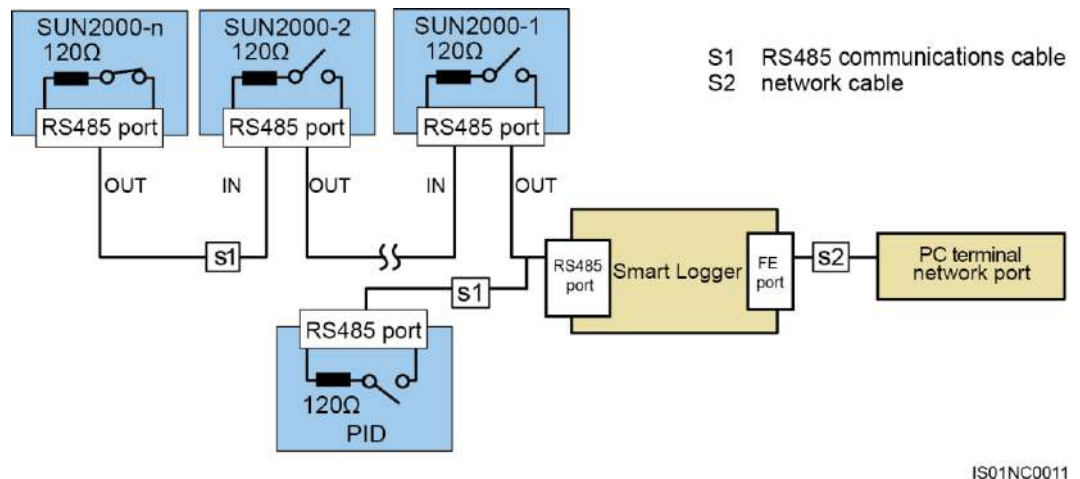 SUN2000-n
120Ω
RS485 port
SUN2000-2
120Ω
RS485 port
SUN2000-1
120Ω
RS485 port
S1 RS485 communications cable
S2 network cable
OUT
IN
OUT
IN
OUT
s1
s1
RS485
port
Smart Logger
FE
port
s2
PC terminal
network port
RS485 port
120Ω
PID
IS01NC0011